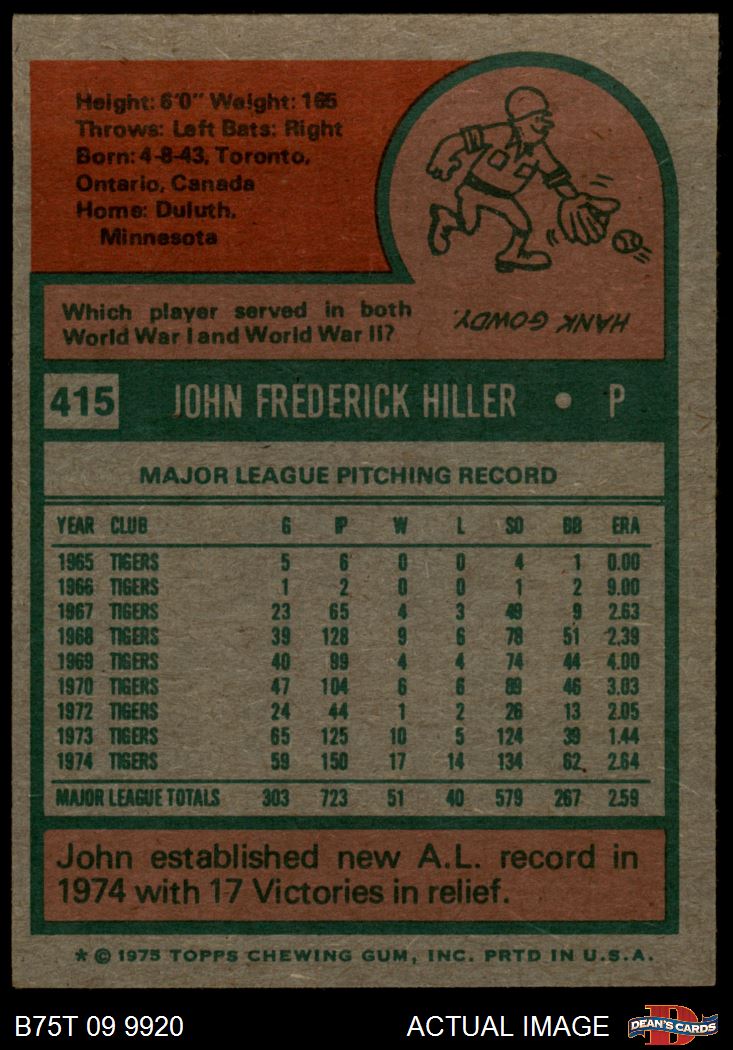 Height: 6'0" Weight: 165
Throws: Left Bats: Right
Born: 4-8-43, Toronto,
Ontario, Canada
Home: Duluth,
Minnesota
Which player served in both
World War I and World War II?
HANK GOWDY.
415 JOHN FREDERICK HILLER • P
MAJOR LEAGUE PITCHING RECORD
YEAR CLUB G IP W L SO BB ERA
1965 TIGERS 5 6 0 0 4 1 0.00
1966 TIGERS 1 2 0 0 1 2 9.00
1967 TIGERS 23 65 4 3 49 9 2.63
1968 TIGERS 39 128 9 6 78 51 2.39
1969 TIGERS 40 99 4 4 74 44 4.00
1970 TIGERS 47 104 6 6 89 46 3.03
1972 TIGERS 24 44 1 2 26 13 2.05
1973 TIGERS 65 125 10 5 124 39 1.44
1974 TIGERS 59 150 17 14 134 62 2.64
MAJOR LEAGUE TOTALS 303 723 51 40 579 267 2.59
John established new A.L. record in
1974 with 17 Victories in relief.
* © 1975 TOPPS CHEWING GUM, INC. PRTD IN U.S.A.
B75T 09 9920 ACTUAL IMAGE DEAN'S CARDS